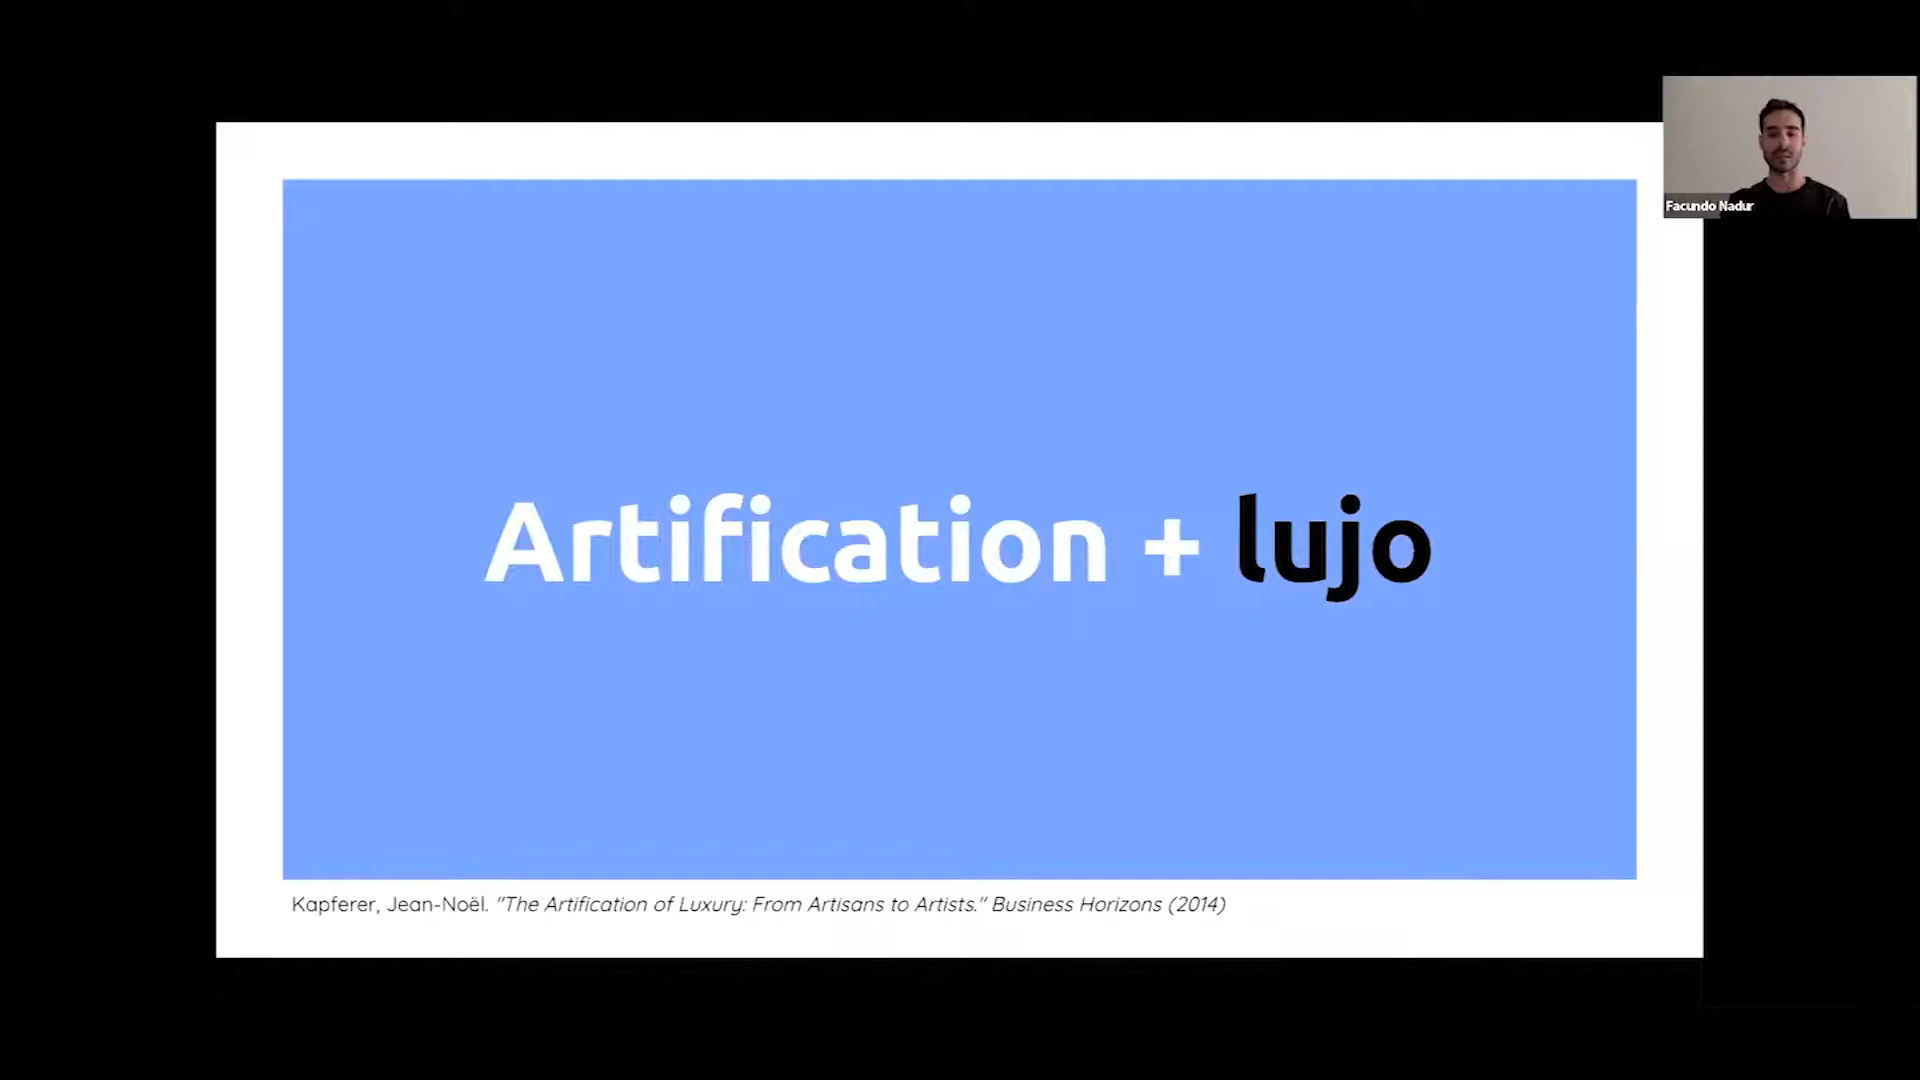 Facundo Nadur
Artification + lujo
Kapferer, Jean-Noël. "The Artification of Luxury: From Artisans to Artists." Business Horizons (2014)